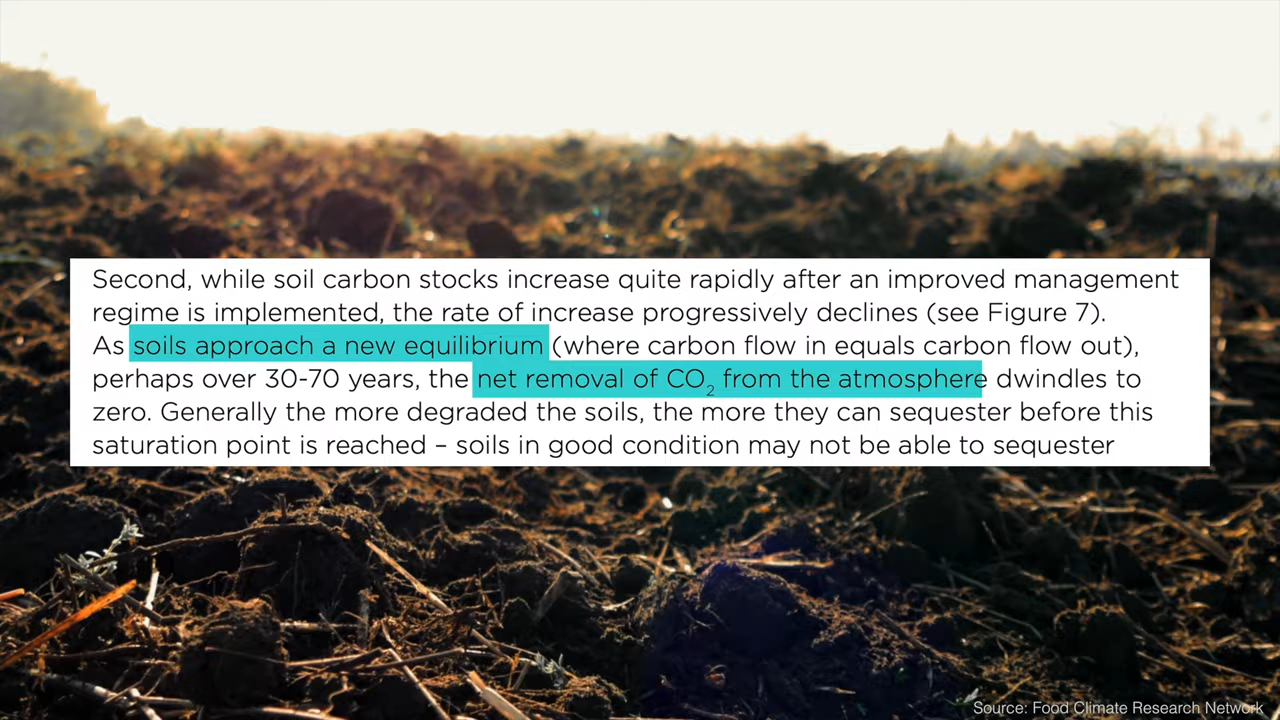 Second, while soil carbon stocks increase quite rapidly after an improved management
regime is implemented, the rate of increase progressively declines (see Figure 7).
As soils approach a new equilibrium (where carbon flow in equals carbon flow out),
perhaps over 30-70 years, the net removal of CO₂ from the atmosphere dwindles to
zero. Generally the more degraded the soils, the more they can sequester before this
saturation point is reached – soils in good condition may not be able to sequester
Source: Food Climate Research Network